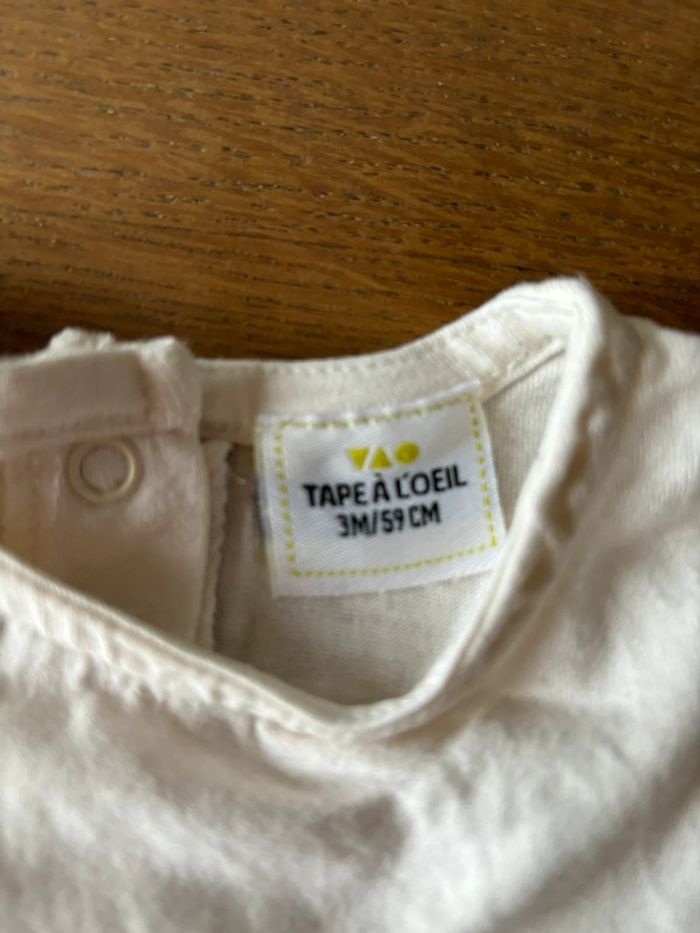 TAPE À L'OEIL
3M/59 CM